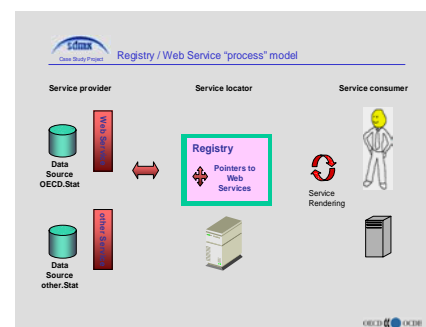 sdmx
Case Study Project
Registry / Web Service "process" model
Service provider
Service locator
Service consumer
Web Service
Data
Source
OECD.Stat
Registry
Pointers to
Web
Services
Service
Rendering
other Service
Data
Source
other.Stat
OECD OCDE